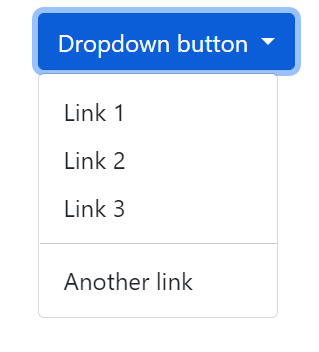 Dropdown button
Link 1
Link 2
Link 3
Another link